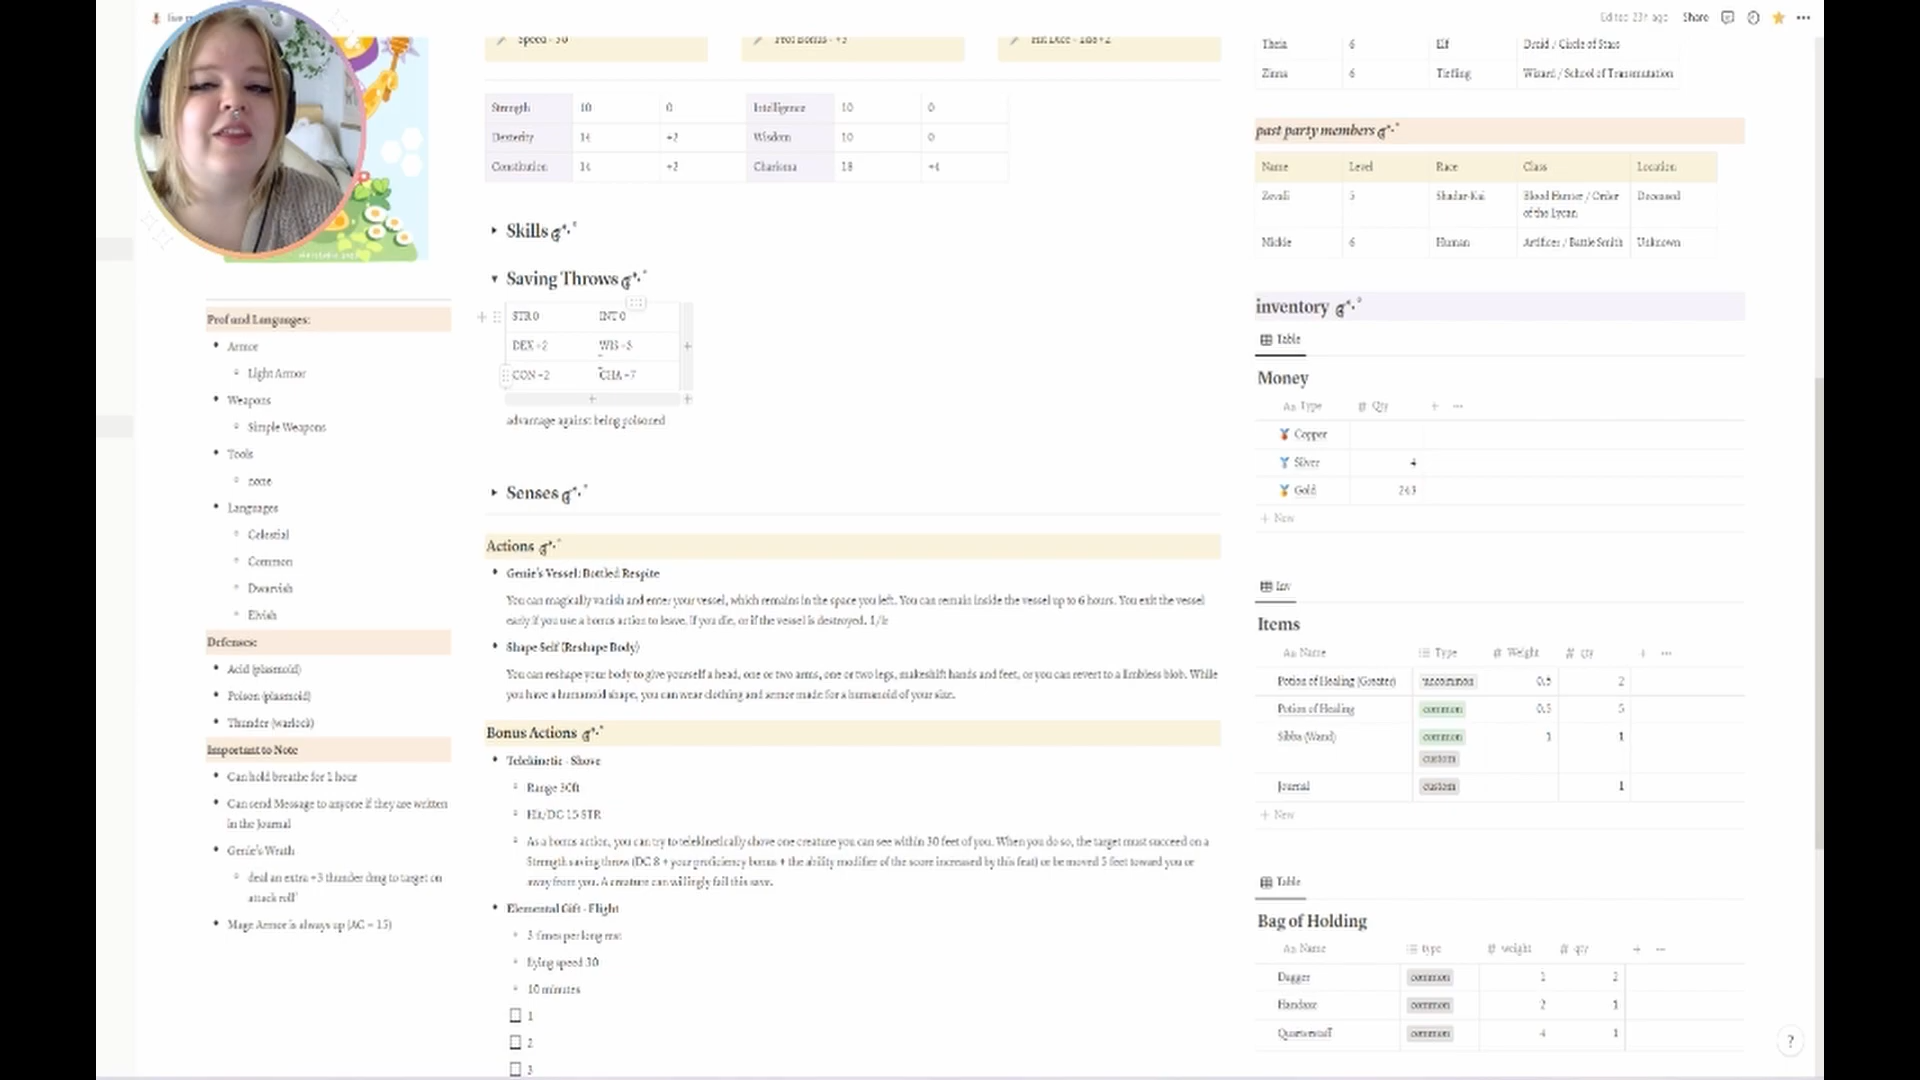 Edited 23h ago Share
Speed - 30
Prof Bonus - +3
Hit Dice - 1d8+2
Strength 10 0 Intelligence 10 0
Dexterity 14 +2 Wisdom 10 0
Constitution 14 +2 Charisma 18 +4
Skills
Saving Throws
STR 0 INT 0
DEX +2 WIS +3
CON +2 CHA +7
advantage against being poisoned
Senses
Actions
Genie's Vessel: Bottled Respite
You can magically vanish and enter your vessel, which remains in the space you left. You can remain inside the vessel up to 6 hours. You exit the vessel
early if you use a bonus action to leave, if you die, or if the vessel is destroyed. 1/lr
Shape Self (Reshape Body)
You can reshape your body to give yourself a head, one or two arms, one or two legs, makeshift hands and feet, or you can revert to a limbless blob. While
you have a humanoid shape, you can wear clothing and armor made for a humanoid of your size.
Bonus Actions
Telekinetic - Shove
Range 30ft
Hit/DC 15 STR
As a bonus action, you can try to telekinetically shove one creature you can see within 30 feet of you. When you do so, the target must succeed on a
Strength saving throw (DC 8 + your proficiency bonus + the ability modifier of the score increased by this feat) or be moved 5 feet toward you or
away from you. A creature can willingly fail this save.
Elemental Gift - Flight
3 times per long rest
flying speed 30
10 minutes
1
2
3
Prof and Languages:
Armor
Light Armor
Weapons
Simple Weapons
Tools
none
Languages
Celestial
Common
Dwarvish
Elvish
Defenses:
Acid (plasmoid)
Poison (plasmoid)
Thunder (warlock)
Important to Note
Can hold breathe for 1 hour
Can send Message to anyone if they are written
in the Journal
Genie's Wrath
deal an extra +3 thunder dmg to target on
attack roll
Mage Armor is always up (AC = 15)
Theia 6 Elf Druid / Circle of Stars
Zinna 6 Tiefling Wizard / School of Transmutation
past party members
Name Level Race Class Location
Zevali 5 Shadar-Kai Blood Hunter / Order
of the Lycan Deceased
Nickie 6 Human Artificer / Battle Smith Unknown
inventory
Table
Money
Aa Type # Qty
Copper
Silver 4
Gold 263
+ New
Inv
Items
Aa Name Type # Weight # qty
Potion of Healing (Greater) uncommon 0.5 2
Potion of Healing common 0.5 5
Sibba (Wand) common 1 1
custom
Journal custom 1
+ New
Table
Bag of Holding
Aa Name type # weight # qty
Dagger common 1 2
Handaxe common 2 1
Quarterstaff common 4 1
?